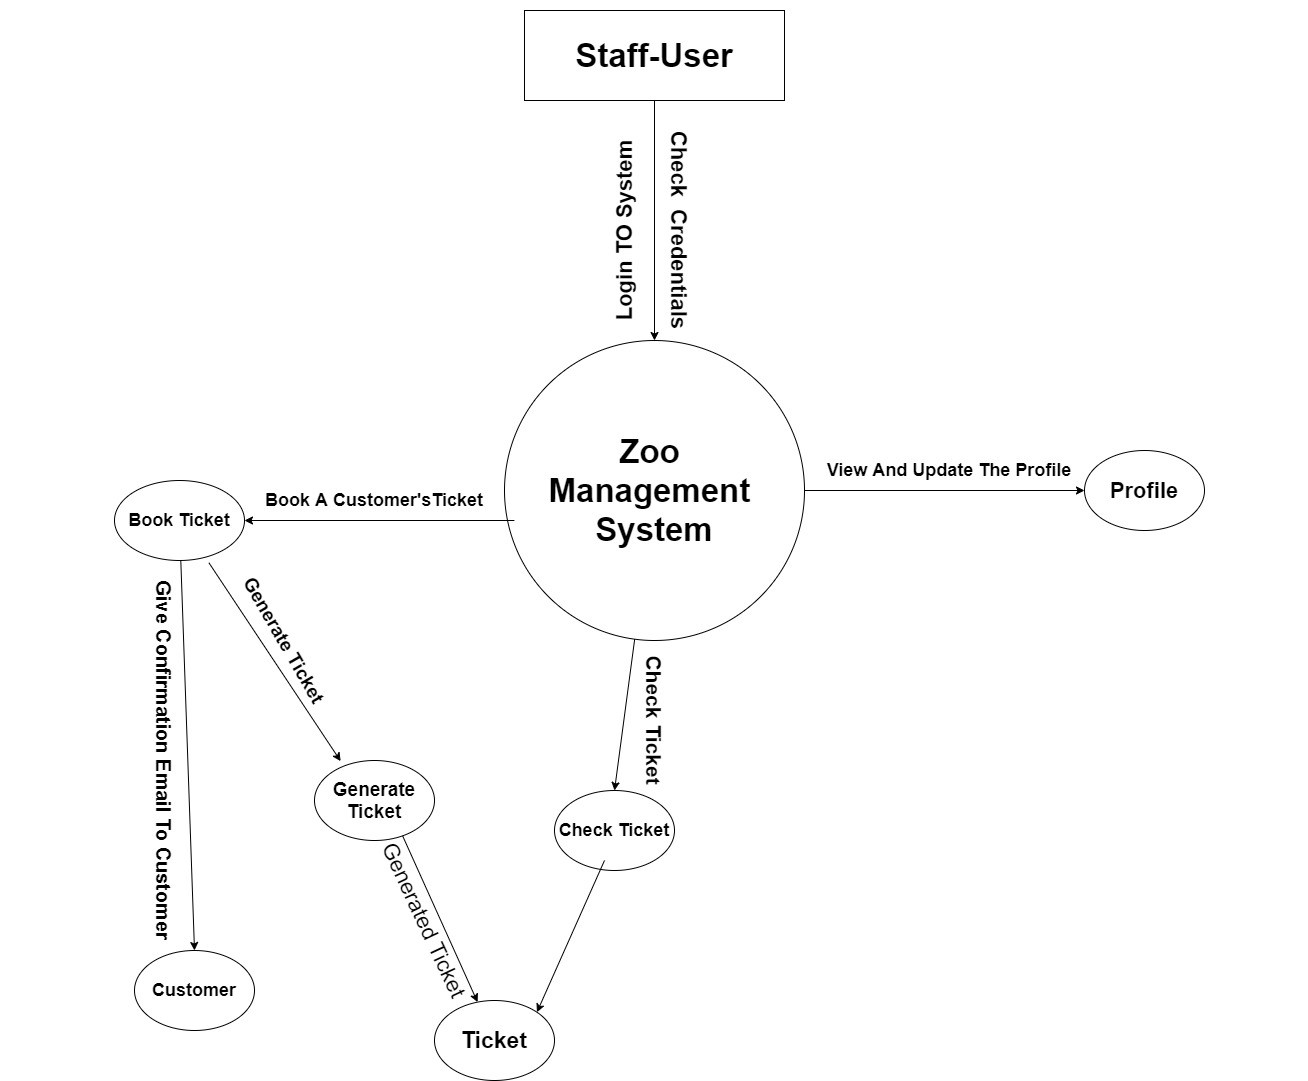 Staff-User
Login TO System
Check Credentials
Zoo
Management
System
View And Update The Profile
Profile
Book A Customer'sTicket
Book Ticket
Give Confirmation Email To Customer
Generate Ticket
Check Ticket
Generate
Ticket
Check Ticket
Generated Ticket
Customer
Ticket